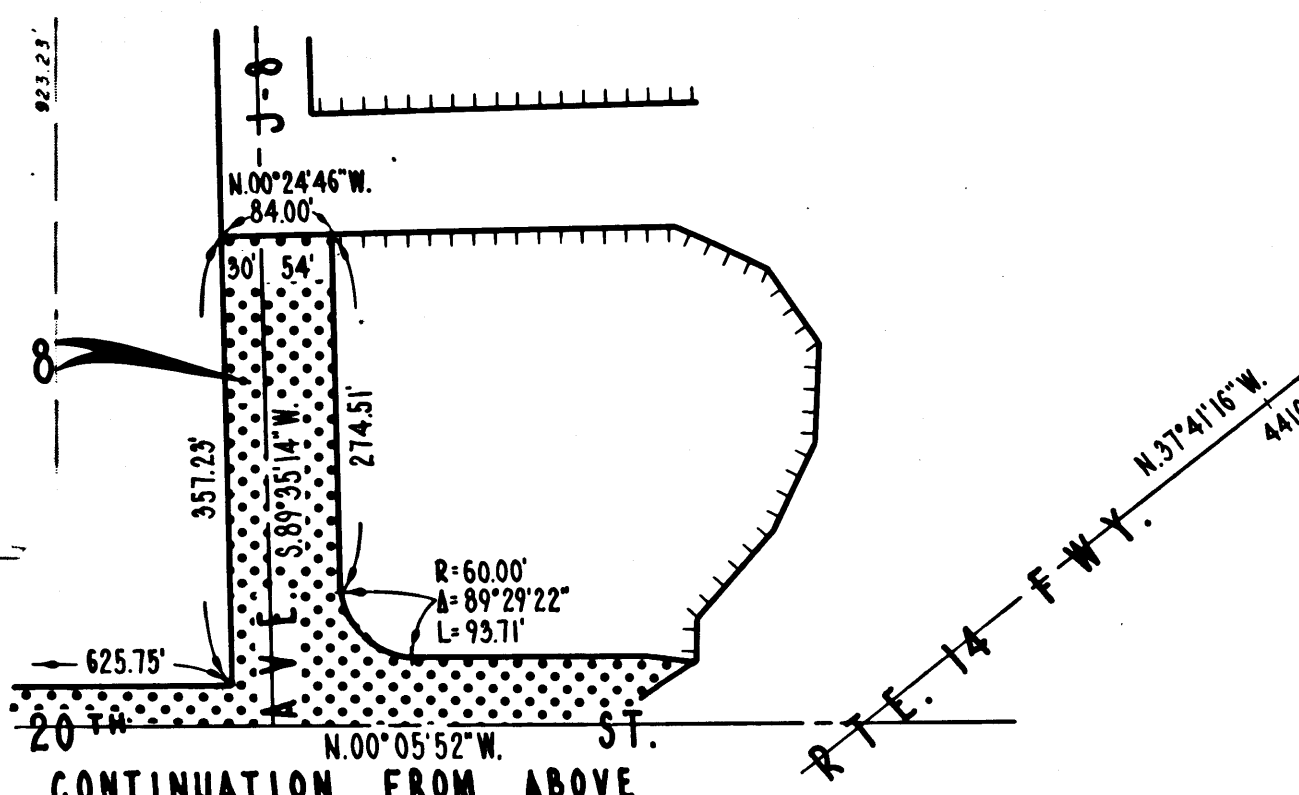 923.23'
J-8
N.00°24'46"W.
84.00'
30' 54'
8
357.23'
S.89°35'14"W.
274.51'
AVE
R=60.00'
Δ=89°29'22"
L=93.71'
625.75'
20TH ST.
N.00°05'52"W.
N.37°41'16"W.
RTE. 14 FWY.
CONTINUATION FROM ABOVE